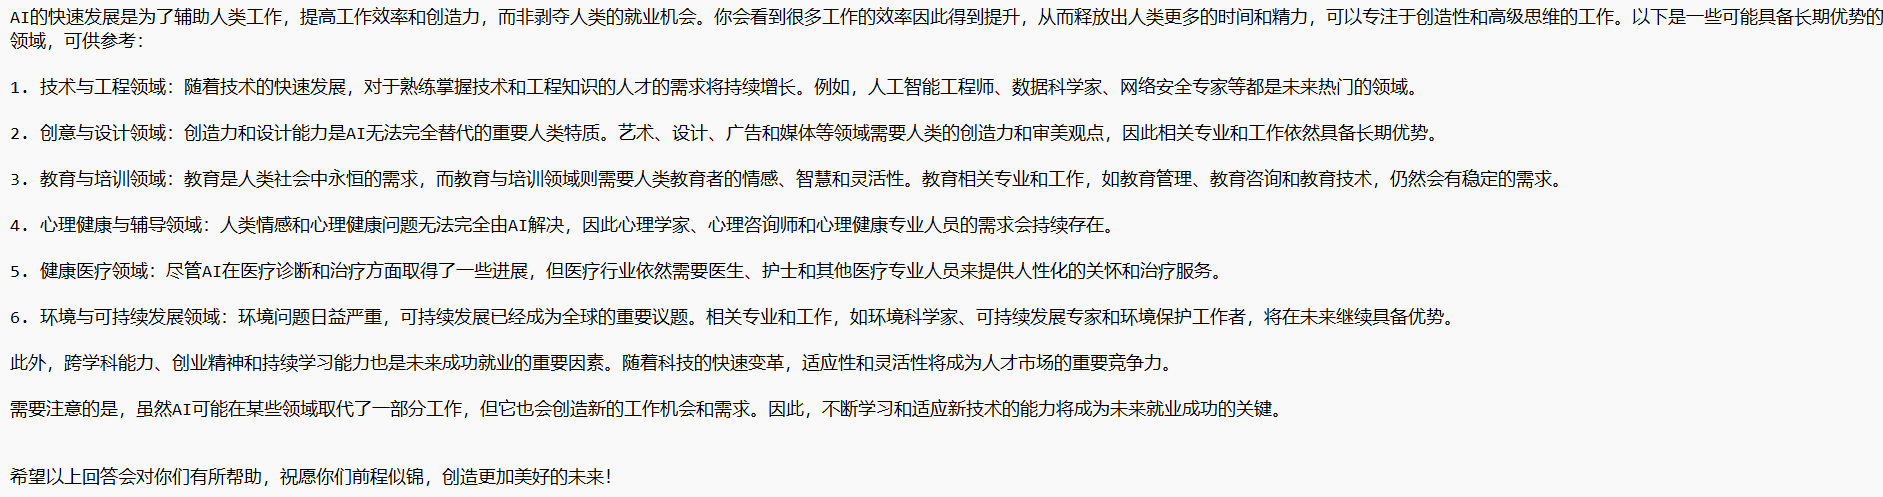 AI的快速发展是为了辅助人类工作，提高工作效率和创造力，而非剥夺人类的就业机会。你会看到很多工作的效率因此得到提升，从而释放出人类更多的时间和精力，可以专注于创造性和高级思维的工作。以下是一些可能具备长期优势的
领域，可供参考：
1. 技术与工程领域：随着技术的快速发展，对于熟练掌握技术和工程知识的人才的需求将持续增长。例如，人工智能工程师、数据科学家、网络安全专家等都是未来热门的领域。
2. 创意与设计领域：创造力和设计能力是AI无法完全替代的重要人类特质。艺术、设计、广告和媒体等领域需要人类的创造力和审美观点，因此相关专业和工作依然具备长期优势。
3. 教育与培训领域：教育是人类社会中永恒的需求，而教育与培训领域则需要人类教育者的情感、智慧和灵活性。教育相关专业和工作，如教育管理、教育咨询和教育技术，仍然会有稳定的需求。
4. 心理健康与辅导领域：人类情感和心理健康问题无法完全由AI解决，因此心理学家、心理咨询师和心理健康专业人员的需求会持续存在。
5. 健康医疗领域：尽管AI在医疗诊断和治疗方面取得了一些进展，但医疗行业依然需要医生、护士和其他医疗专业人员来提供人性化的关怀和治疗服务。
6. 环境与可持续发展领域：环境问题日益严重，可持续发展已经成为全球的重要议题。相关专业和工作，如环境科学家、可持续发展专家和环境保护工作者，将在未来继续具备优势。
此外，跨学科能力、创业精神和持续学习能力也是未来成功就业的重要因素。随着科技的快速变革，适应性和灵活性将成为人才市场的重要竞争力。
需要注意的是，虽然AI可能在某些领域取代了一部分工作，但它也会创造新的工作机会和需求。因此，不断学习和适应新技术的能力将成为未来就业成功的关键。
希望以上回答会对你们有所帮助，祝愿你们前程似锦，创造更加美好的未来！